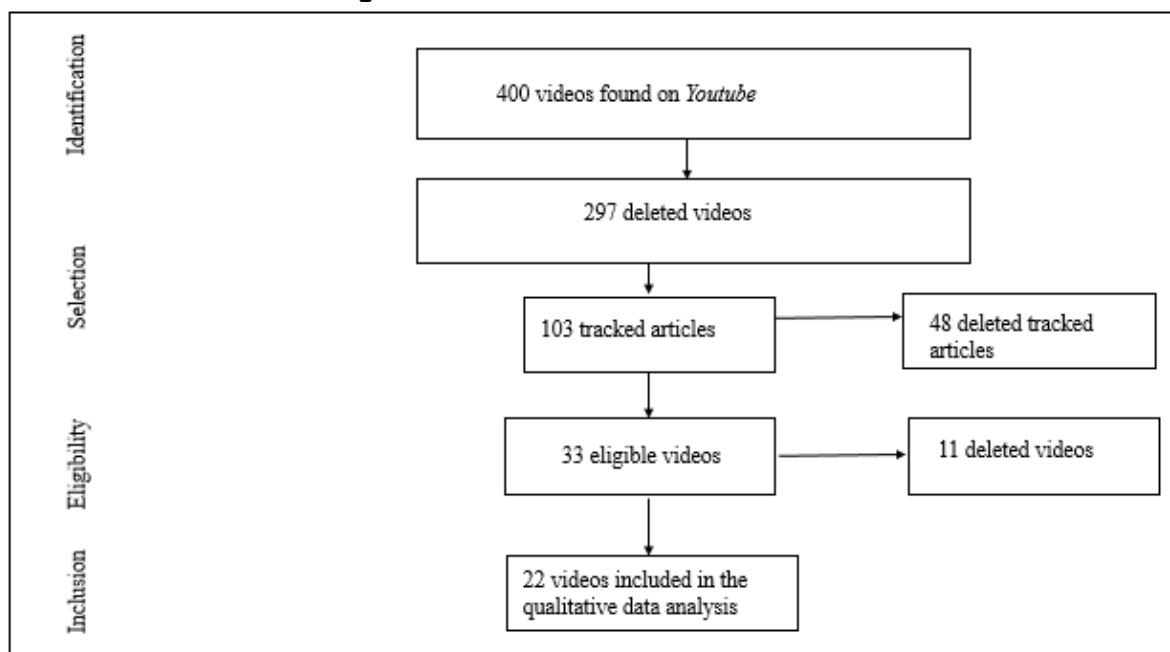 Identification
400 videos found on Youtube
297 deleted videos
Selection
103 tracked articles
48 deleted tracked
articles
Eligibility
33 eligible videos
11 deleted videos
Inclusion
22 videos included in the
qualitative data analysis